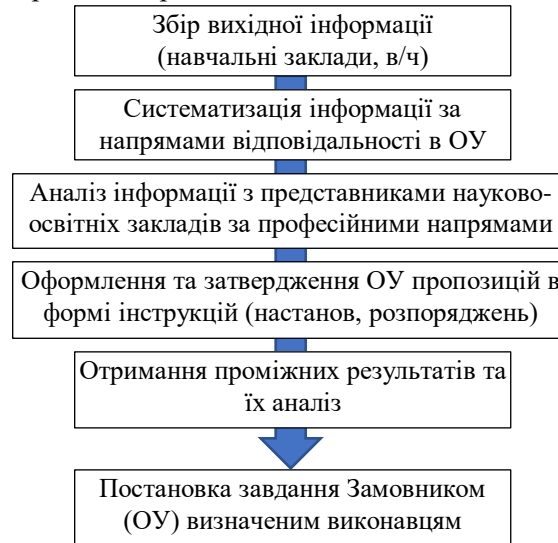 Збір вихідної інформації
(навчальні заклади, в/ч)
Систематизація інформації за
напрямами відповідальності в ОУ
Аналіз інформації з представниками науково-
освітніх закладів за професійними напрямами
Оформлення та затвердження ОУ пропозицій в
формі інструкцій (настанов, розпоряджень)
Отримання проміжних результатів та
їх аналіз
Постановка завдання Замовником
(ОУ) визначеним виконавцям